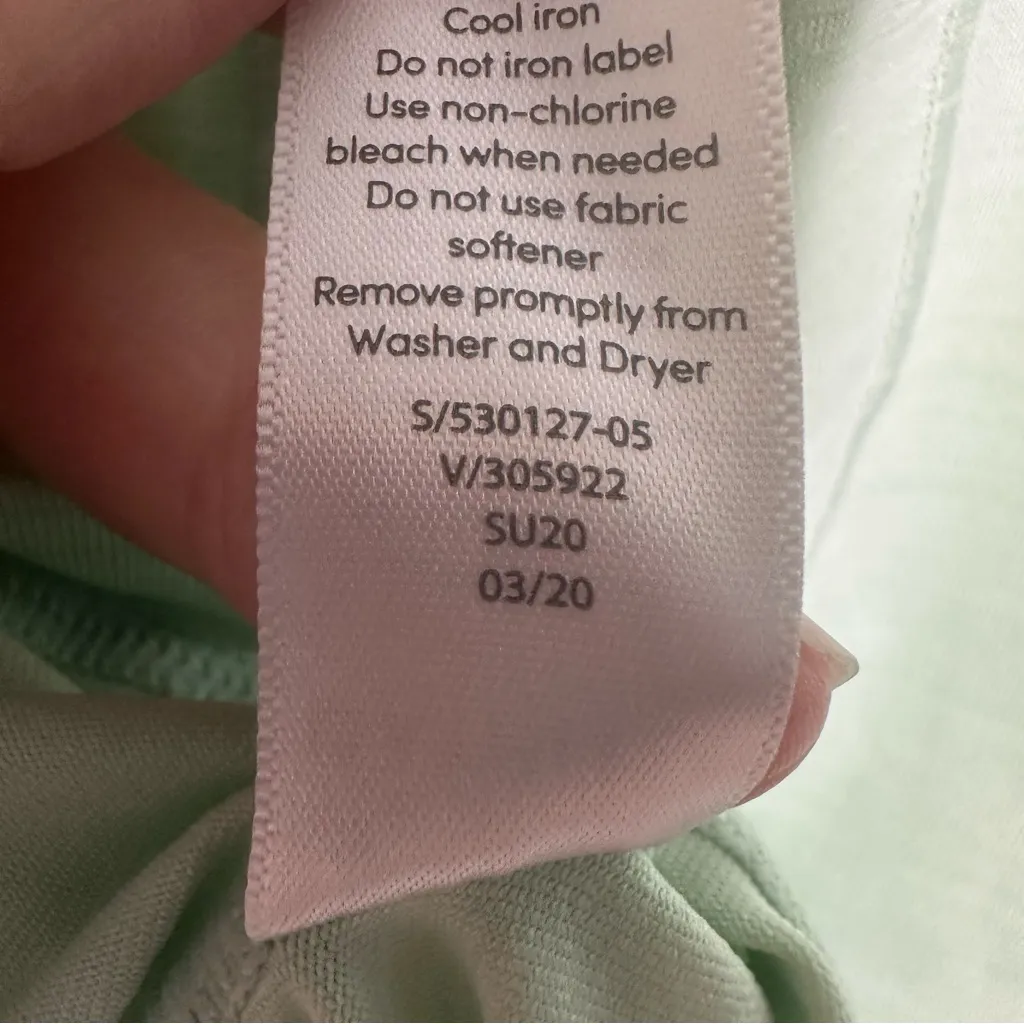 Cool iron
Do not iron label
Use non-chlorine
bleach when needed
Do not use fabric
softener
Remove promptly from
Washer and Dryer
S/530127-05
V/305922
SU20
03/20